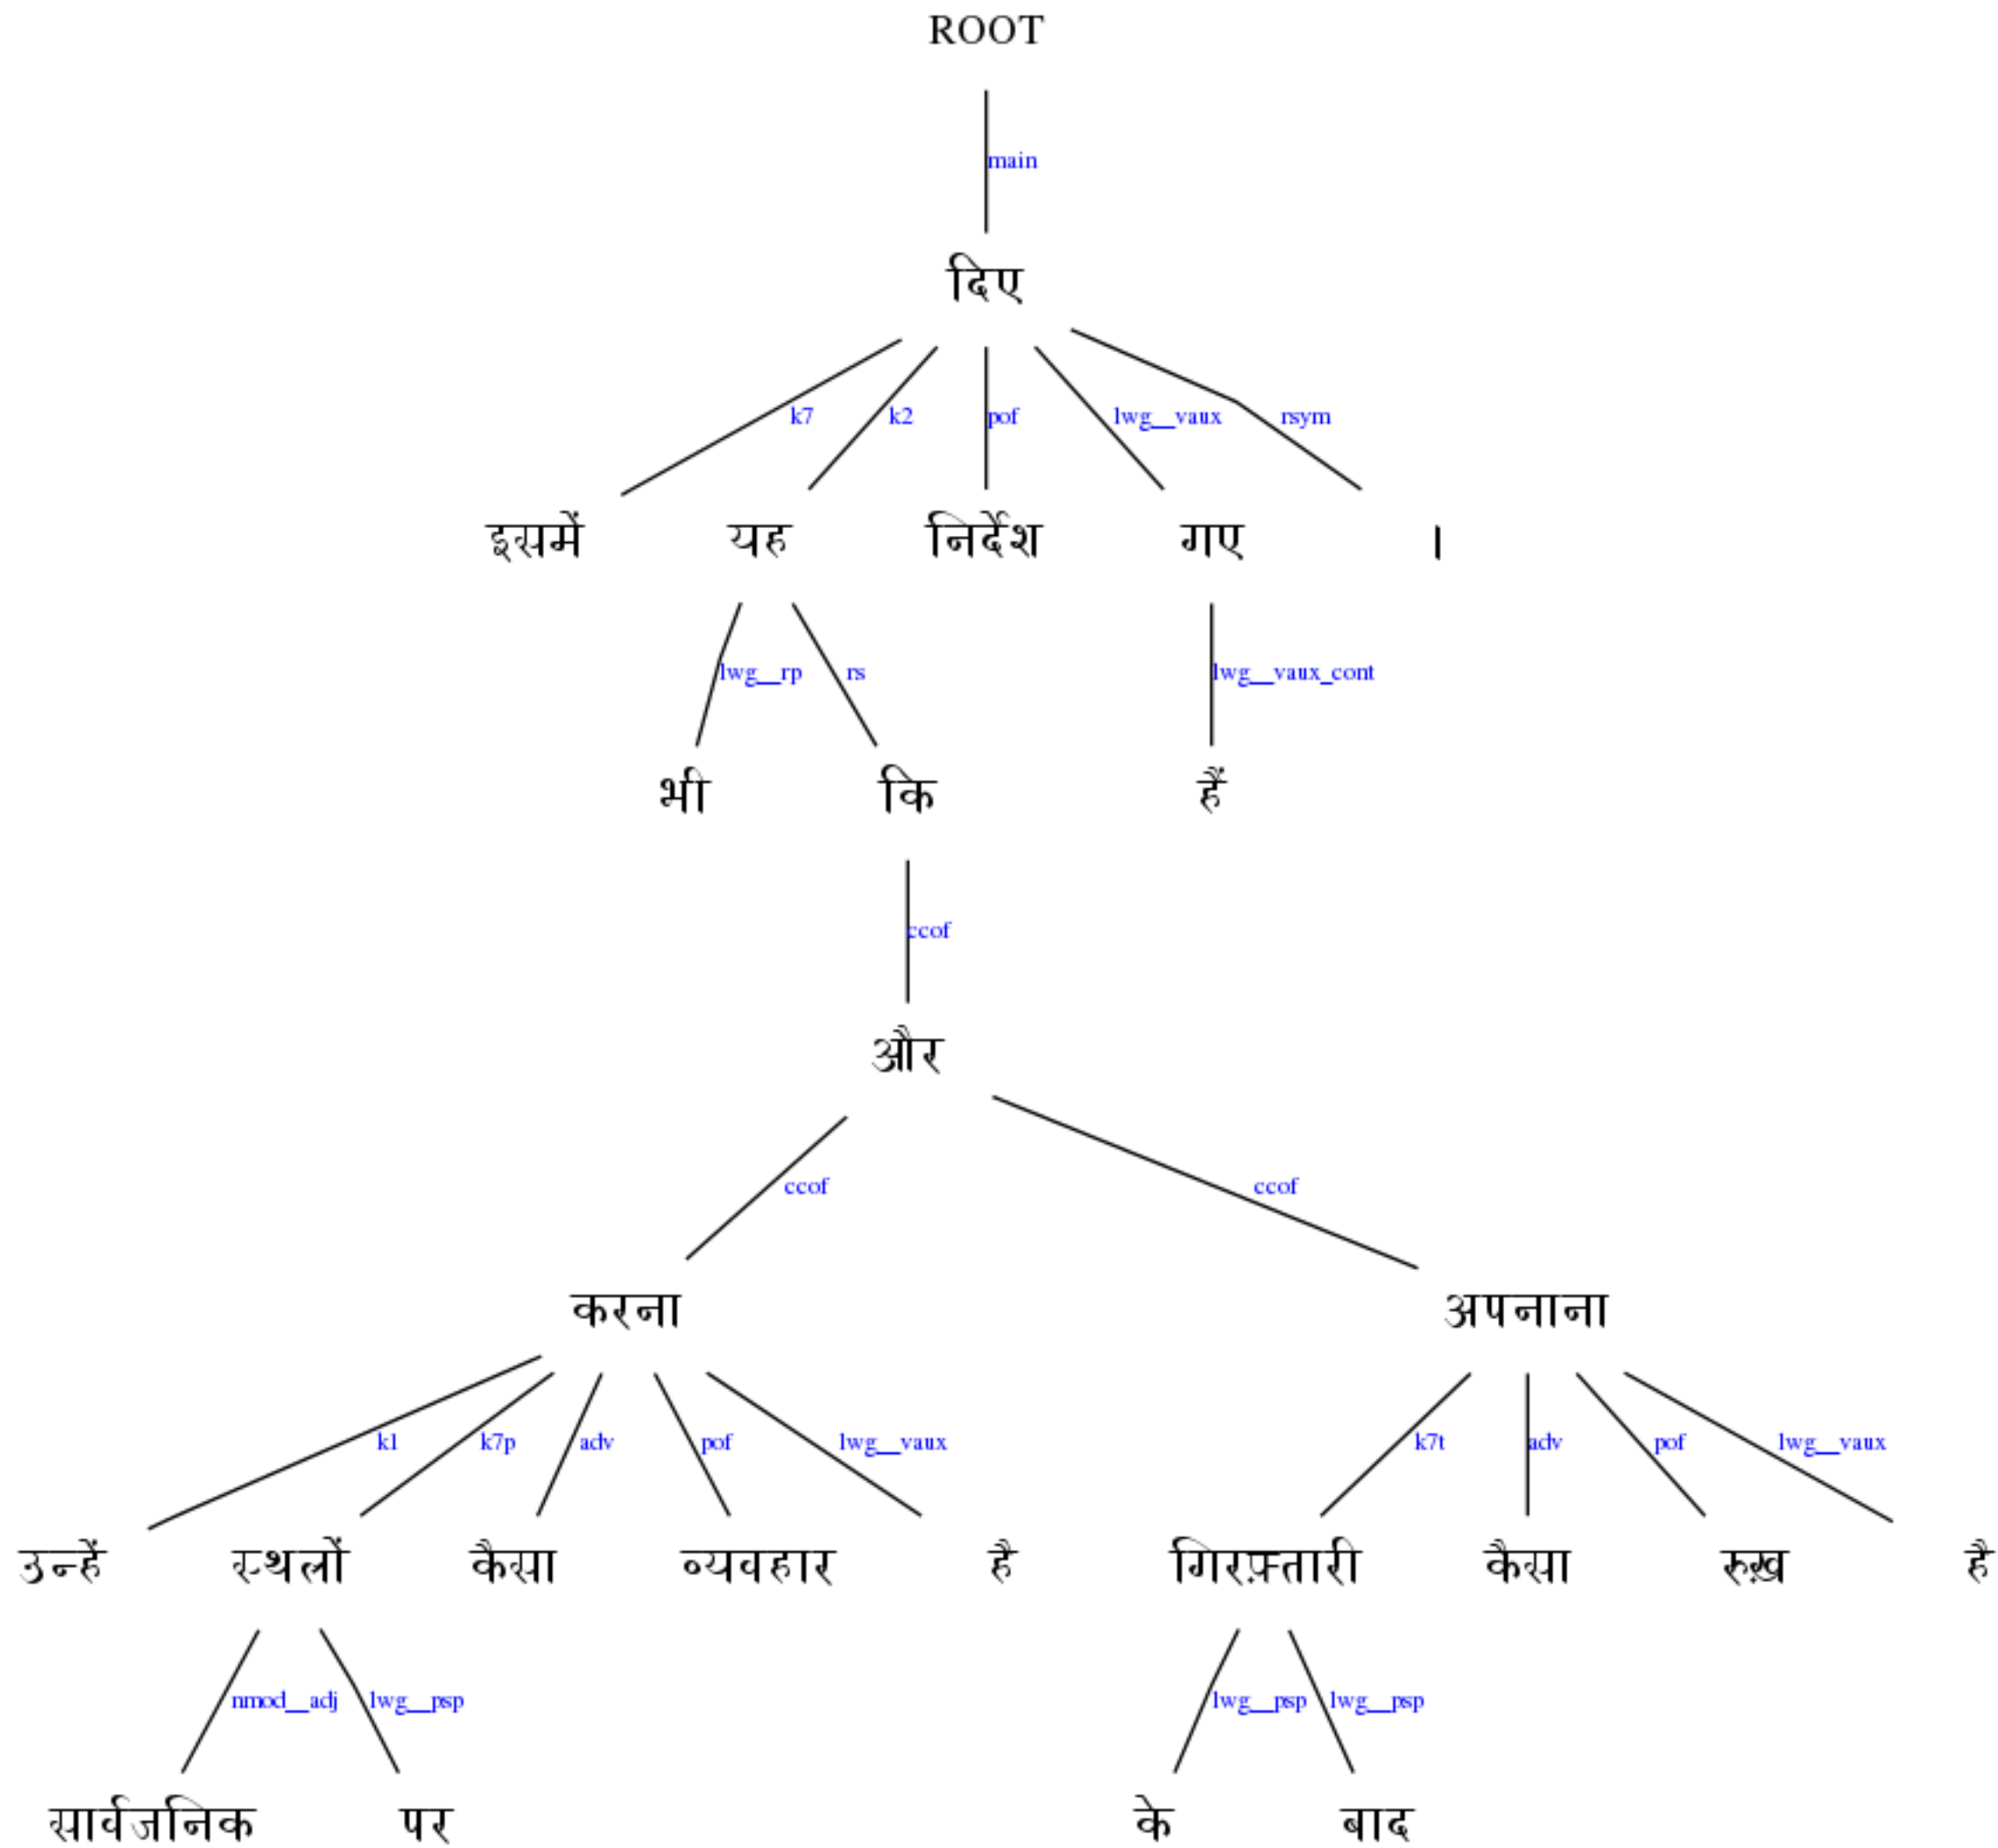 ROOT
main
दिए
k7 k2 pof lwg__vaux rsym
इसमें यह निर्देश गए ।
lwg__rp rs lwg__vaux_cont
भी कि हैं
ccof
और
ccof ccof
करना अपनाना
k1 k7p adv pof lwg__vaux k7t adv pof lwg__vaux
उन्हें स्थलों कैसा व्यवहार है गिरफ़्तारी कैसा रुख़ है
nmod__adj lwg__psp lwg__psp lwg__psp
सार्वजनिक पर के बाद